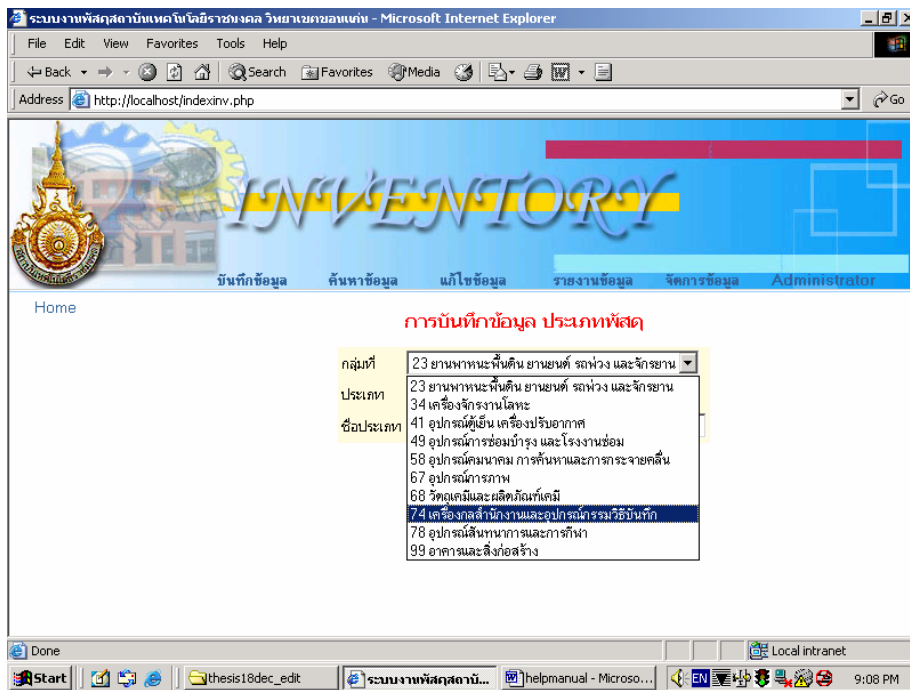 ระบบงานพัสดุสถาบันเทคโนโลยีราชมงคล วิทยาเขตขอนแก่น - Microsoft Internet Explorer
File Edit View Favorites Tools Help
Back Search Favorites Media
Address http://localhost/indexinv.php Go
INVENTORY
บันทึกข้อมูล ค้นหาข้อมูล แก้ไขข้อมูล รายงานข้อมูล จัดการข้อมูล Administrator
Home
การบันทึกข้อมูล ประเภทพัสดุ
กลุ่มที่ 23 ยานพาหนะพื้นดิน ยานยนต์ รถพ่วง และจักรยาน
ประเภท
ชื่อประเภท
23 ยานพาหนะพื้นดิน ยานยนต์ รถพ่วง และจักรยาน
34 เครื่องจักรงานโลหะ
41 อุปกรณ์ตู้เย็น เครื่องปรับอากาศ
49 อุปกรณ์การซ่อมบำรุง และโรงงานซ่อม
58 อุปกรณ์คมนาคม การค้นหาและการกระจายคลื่น
67 อุปกรณ์การภาพ
68 วัตถุเคมีและผลิตภัณฑ์เคมี
74 เครื่องกลสำนักงานและอุปกรณ์กรรมวิธีบันทึก
78 อุปกรณ์สันทนาการและการกีฬา
99 อาคารและสิ่งก่อสร้าง
Done Local intranet
Start thesis18dec_edit ระบบงานพัสดุสถาบั... helpmanual - Microso... EN 9:08 PM